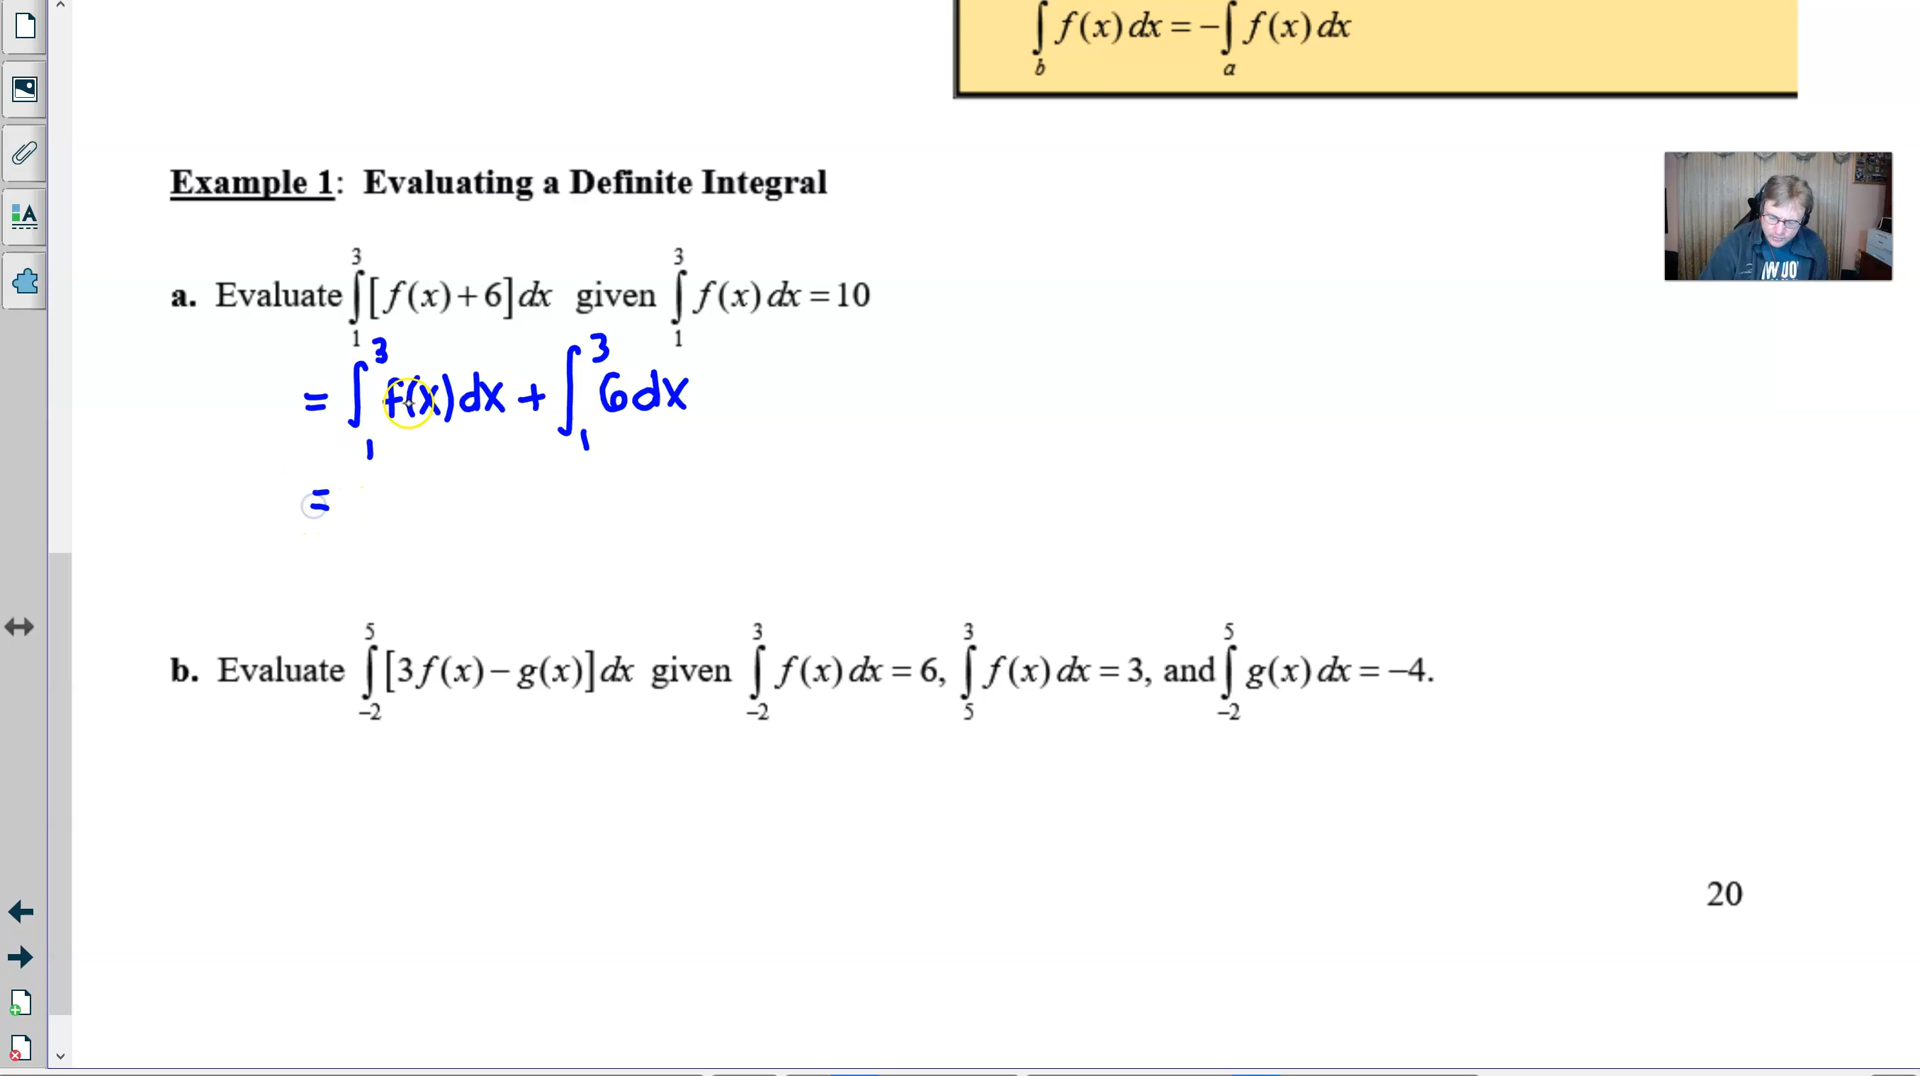 ∫_b f(x) dx = −∫_a f(x) dx
Example 1: Evaluating a Definite Integral
a. Evaluate ∫_1^3 [f(x)+6] dx given ∫_1^3 f(x) dx = 10
= ∫_1^3 f(x)dx + ∫_1^3 6dx
=
b. Evaluate ∫_{−2}^5 [3f(x)−g(x)] dx given ∫_{−2}^3 f(x) dx = 6, ∫_5^3 f(x) dx = 3, and ∫_{−2}^5 g(x) dx = −4.
20